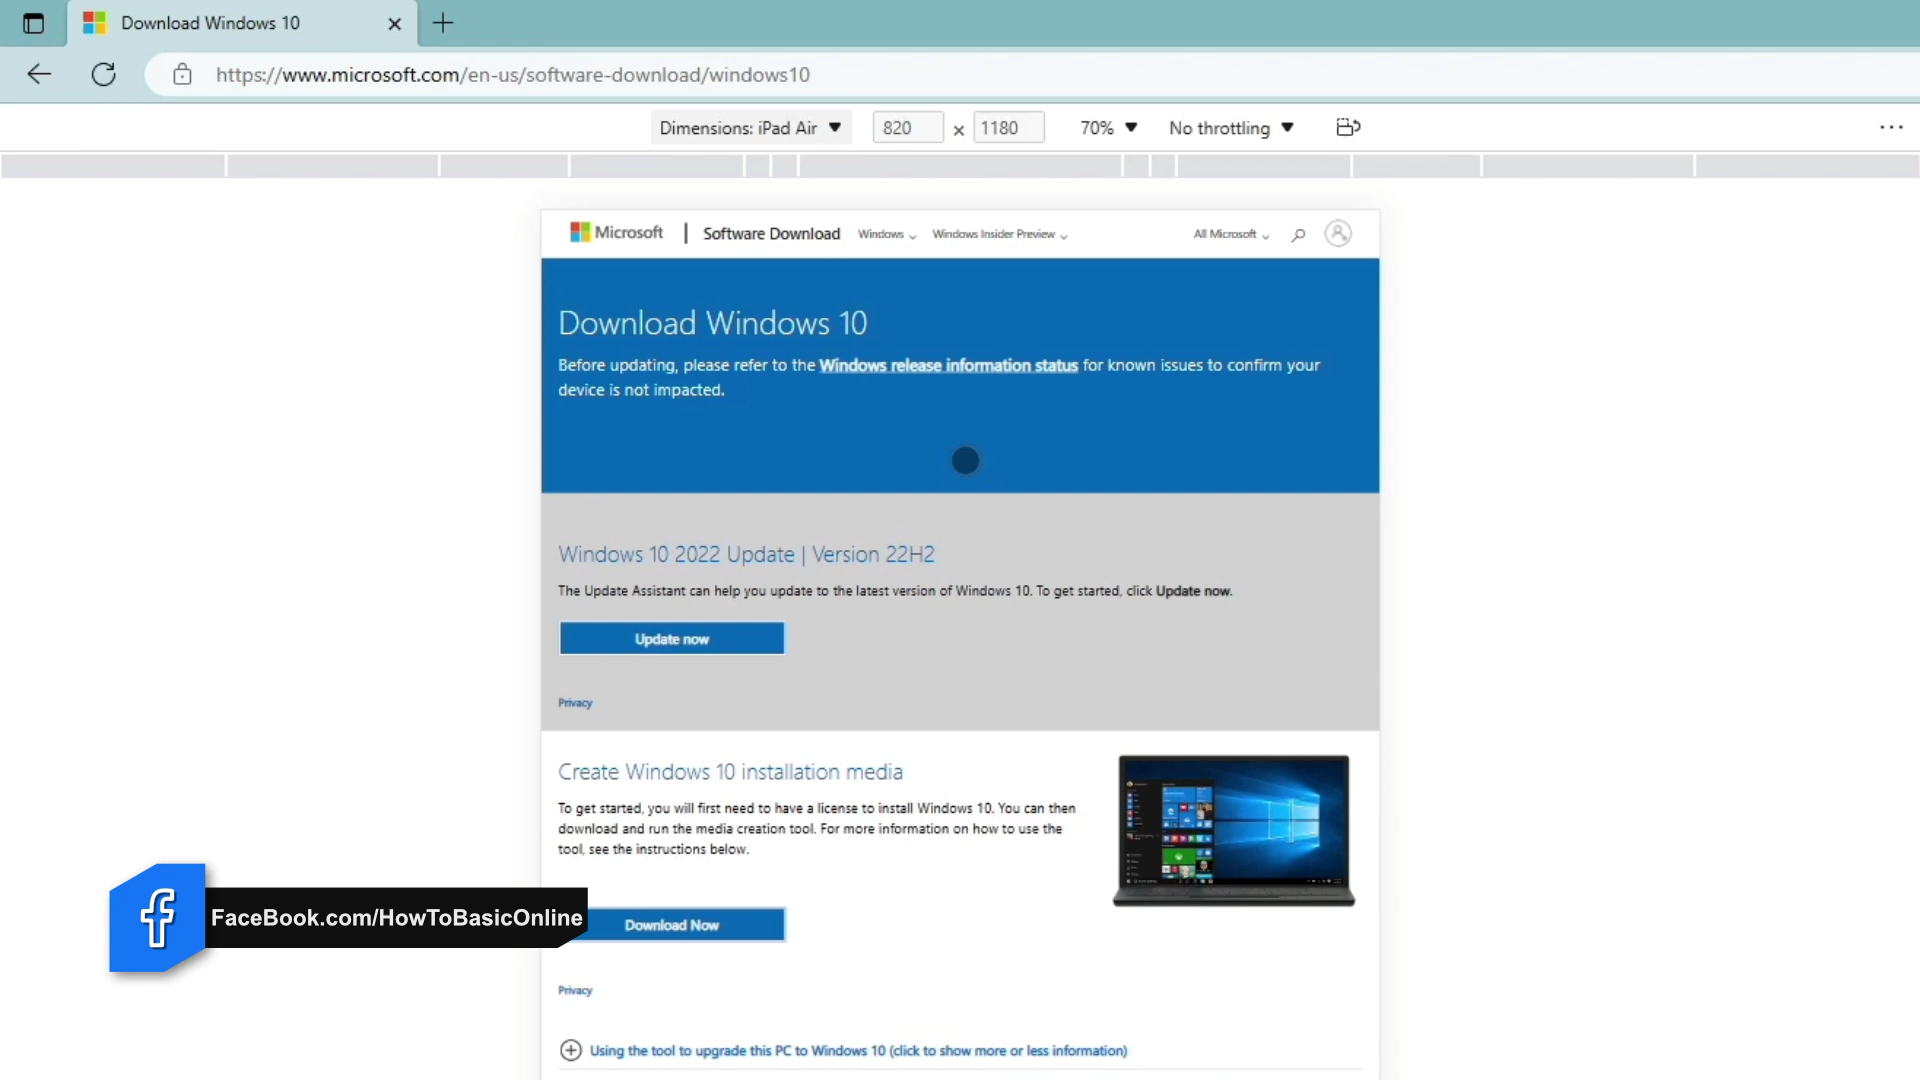 Download Windows 10
https://www.microsoft.com/en-us/software-download/windows10
Dimensions: iPad Air 820 × 1180 70% No throttling
Microsoft Software Download Windows Windows Insider Preview All Microsoft
Download Windows 10
Before updating, please refer to the Windows release information status for known issues to confirm your
device is not impacted.
Windows 10 2022 Update | Version 22H2
The Update Assistant can help you update to the latest version of Windows 10. To get started, click Update now.
Update now
Privacy
Create Windows 10 installation media
To get started, you will first need to have a license to install Windows 10. You can then
download and run the media creation tool. For more information on how to use the
tool, see the instructions below.
FaceBook.com/HowToBasicOnline
Download Now
Privacy
Using the tool to upgrade this PC to Windows 10 (click to show more or less information)